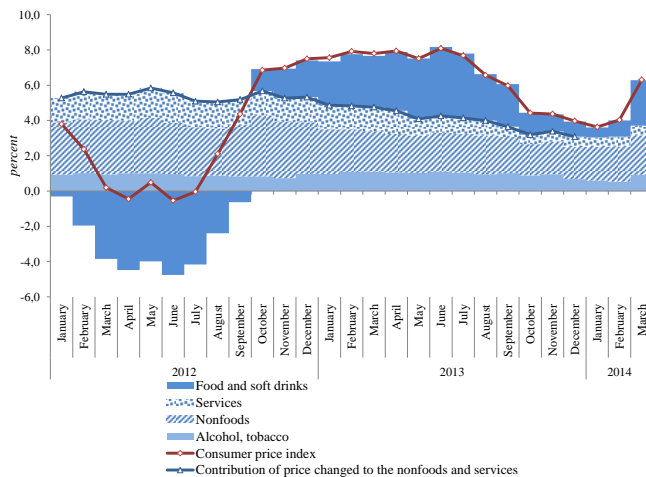 percent
10,0
8,0
6,0
4,0
2,0
0,0
-2,0
-4,0
-6,0
January
February
March
April
May
June
July
August
September
October
November
December
January
February
March
April
May
June
July
August
September
October
November
December
January
February
March
2012
2013
2014
Food and soft drinks
Services
Nonfoods
Alcohol, tobacco
Consumer price index
Contribution of price changed to the nonfoods and services